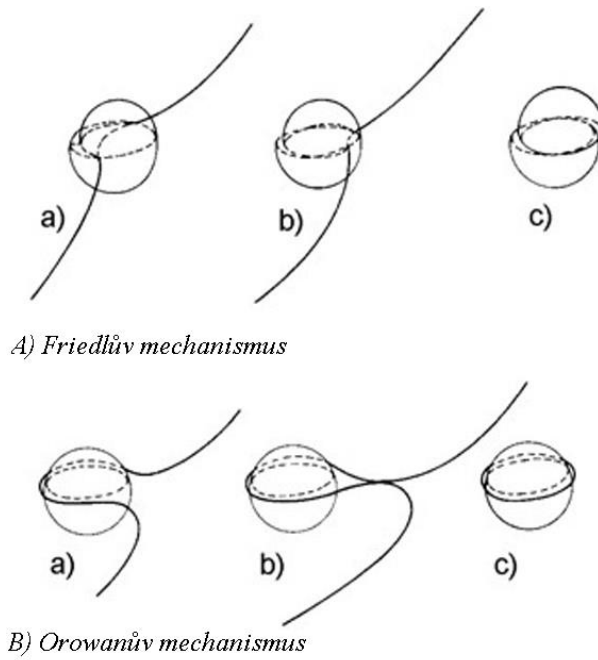 a)
b)
c)
A) Friedlův mechanismus
a)
b)
c)
B) Orowanův mechanismus